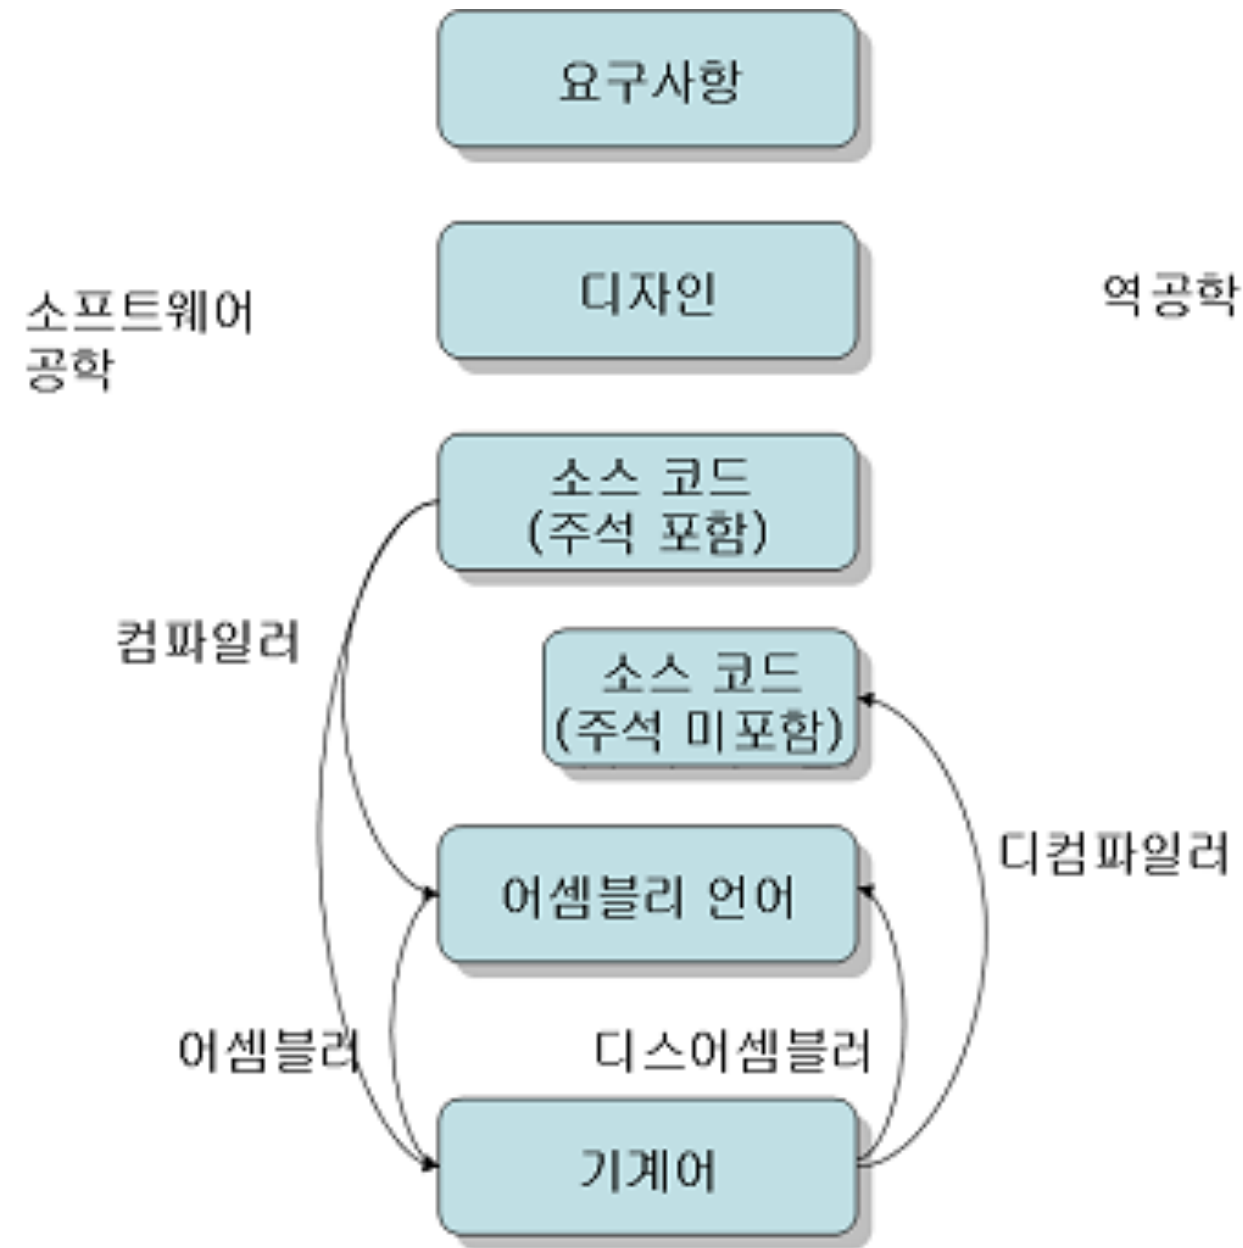 요구사항
디자인
소프트웨어
공학
역공학
소스 코드
(주석 포함)
컴파일러
소스 코드
(주석 미포함)
디컴파일러
어셈블리 언어
어셈블러
디스어셈블러
기계어